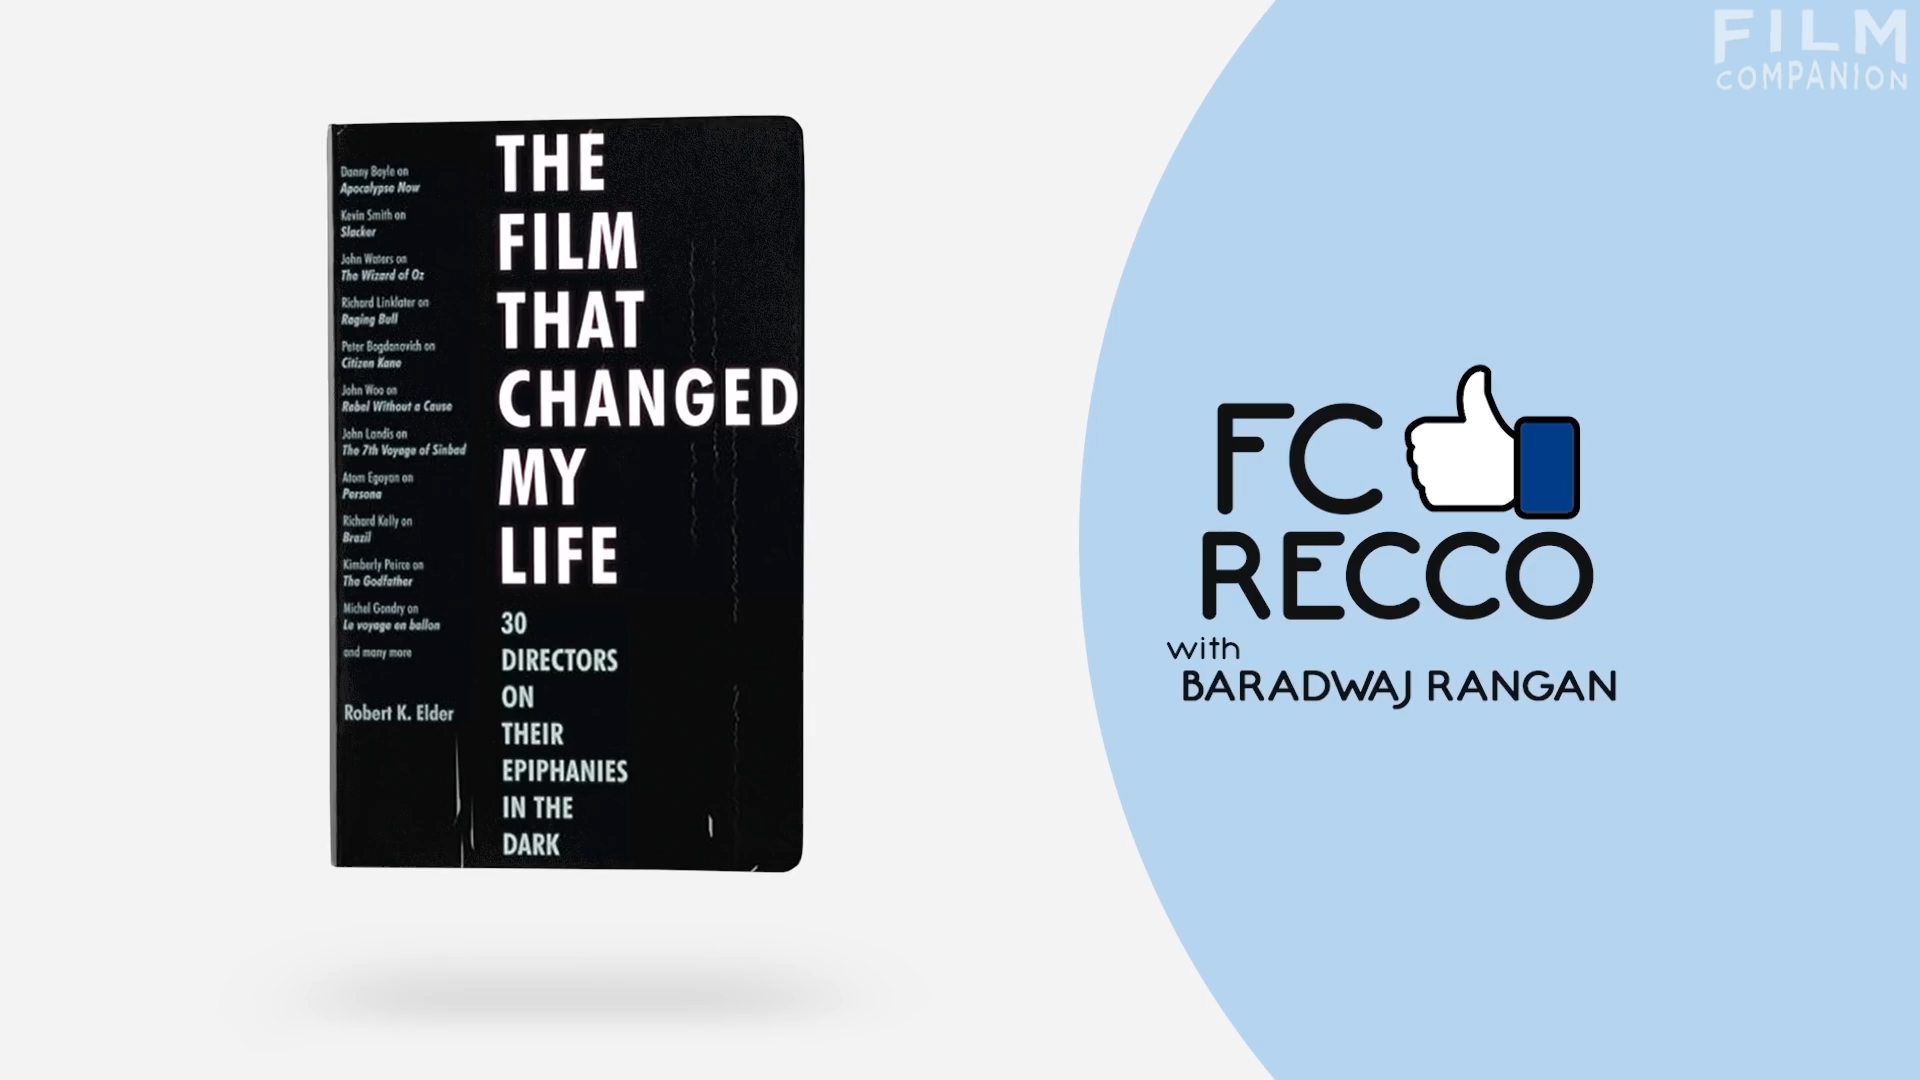 Danny Boyle on
Apocalypse Now
Kevin Smith on
Slacker
John Waters on
The Wizard of Oz
Richard Linklater on
Raging Bull
Peter Bogdanovich on
Citizen Kane
John Woo on
Rebel Without a Cause
John Landis on
The 7th Voyage of Sinbad
Atom Egoyan on
Persona
Richard Kelly on
Brazil
Kimberly Peirce on
The Godfather
Michel Gondry on
Le voyage en ballon
and many more
Robert K. Elder
THE
FILM
THAT
CHANGED
MY
LIFE
30
DIRECTORS
ON
THEIR
EPIPHANIES
IN THE
DARK
FC
RECCO
with
BARADWAJ RANGAN
FILM
COMPANION